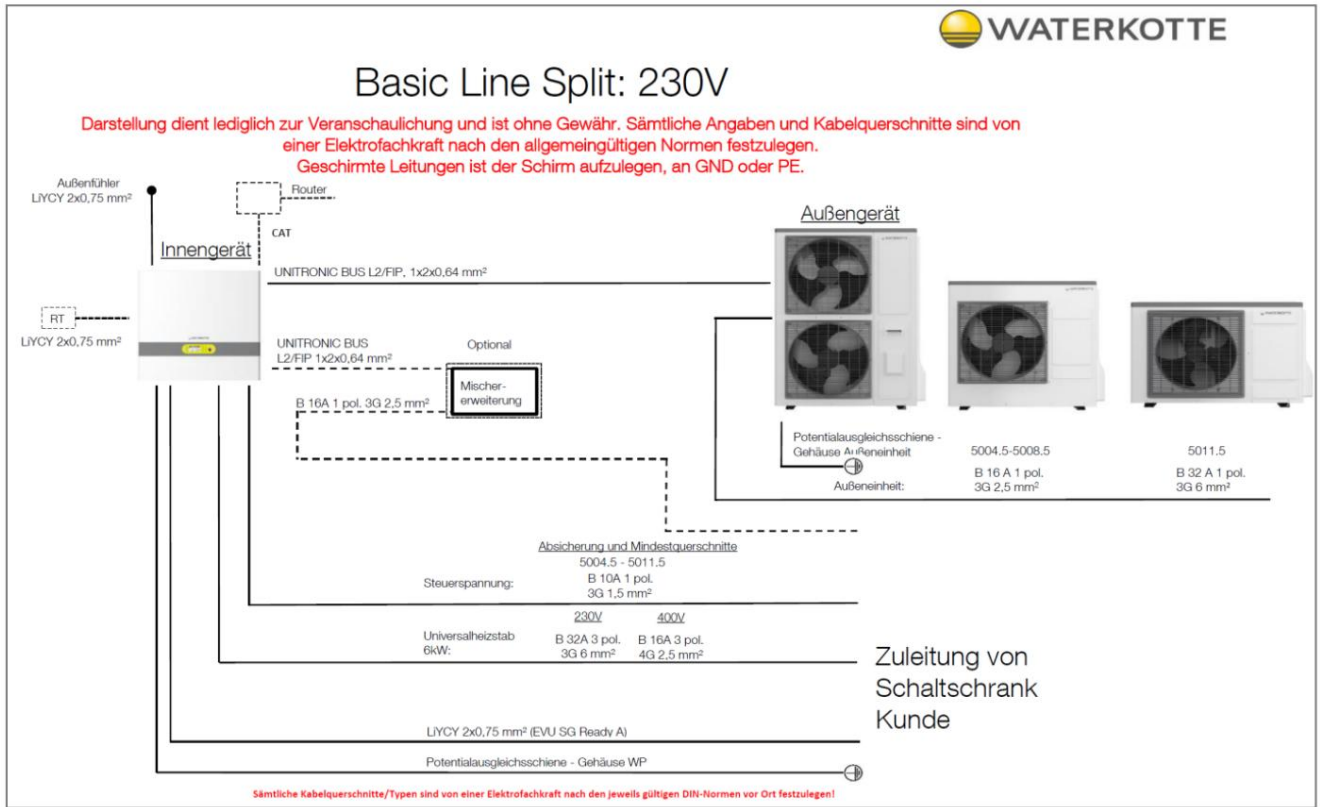 WATERKOTTE
Basic Line Split: 230V
Darstellung dient lediglich zur Veranschaulichung und ist ohne Gewähr. Sämtliche Angaben und Kabelquerschnitte sind von
einer Elektrofachkraft nach den allgemeingültigen Normen festzulegen.
Geschirmte Leitungen ist der Schirm aufzulegen, an GND oder PE.
Außenfühler
LiYCY 2x0,75 mm²
Router
CAT
Innengerät
Außengerät
UNITRONIC BUS L2/FIP, 1x2x0,64 mm²
RT
LiYCY 2x0,75 mm²
UNITRONIC BUS
L2/FIP 1x2x0,64 mm²
Optional
Mischer-
erweiterung
B 16A 1 pol. 3G 2,5 mm²
WATERKOTTE
Potentialausgleichsschiene -
Gehäuse Außeneinheit
Außeneinheit:
5004.5-5008.5
B 16 A 1 pol.
3G 2,5 mm²
5011.5
B 32 A 1 pol.
3G 6 mm²
Absicherung und Mindestquerschnitte
5004.5 - 5011.5
Steuerspannung:
B 10A 1 pol.
3G 1,5 mm²
230V
400V
Universalheizstab
6kW:
B 32A 3 pol.
3G 6 mm²
B 16A 3 pol.
4G 2,5 mm²
Zuleitung von
Schaltschrank
Kunde
LiYCY 2x0,75 mm² (EVU SG Ready A)
Potentialausgleichsschiene - Gehäuse WP
Sämtliche Kabelquerschnitte/Typen sind von einer Elektrofachkraft nach den jeweils gültigen DIN-Normen vor Ort festzulegen!